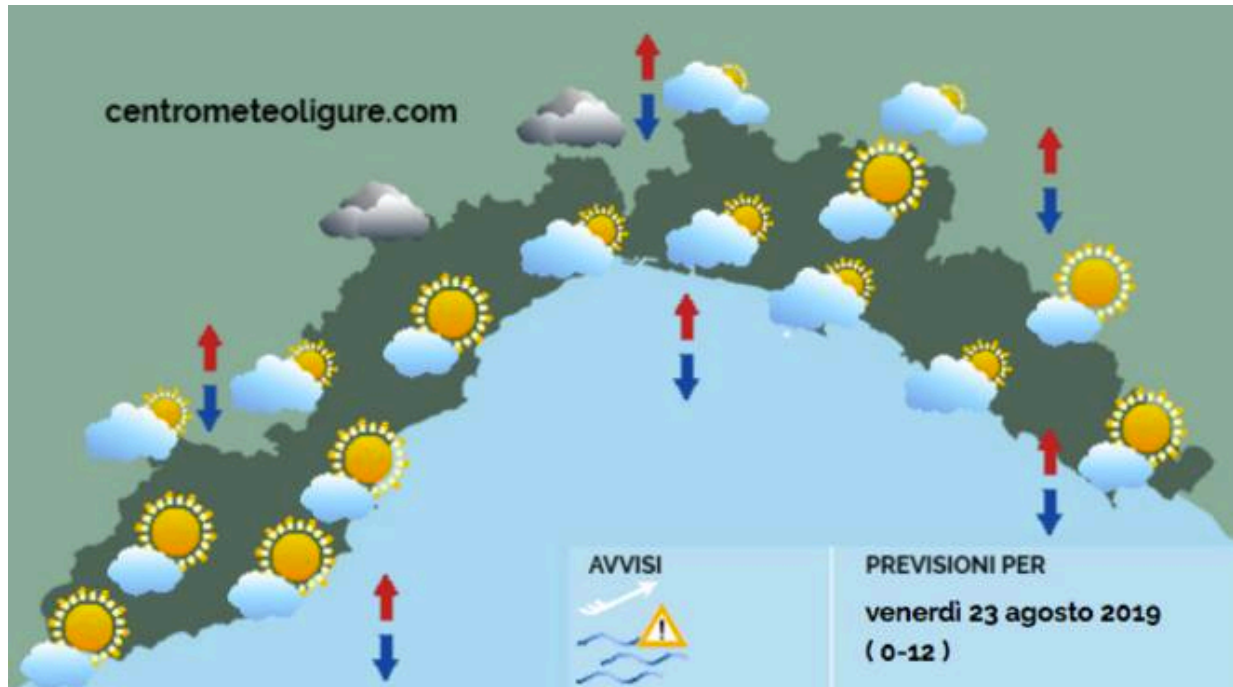 centrometeoligure.com
AVVISI
PREVISIONI PER
venerdì 23 agosto 2019
( 0-12 )